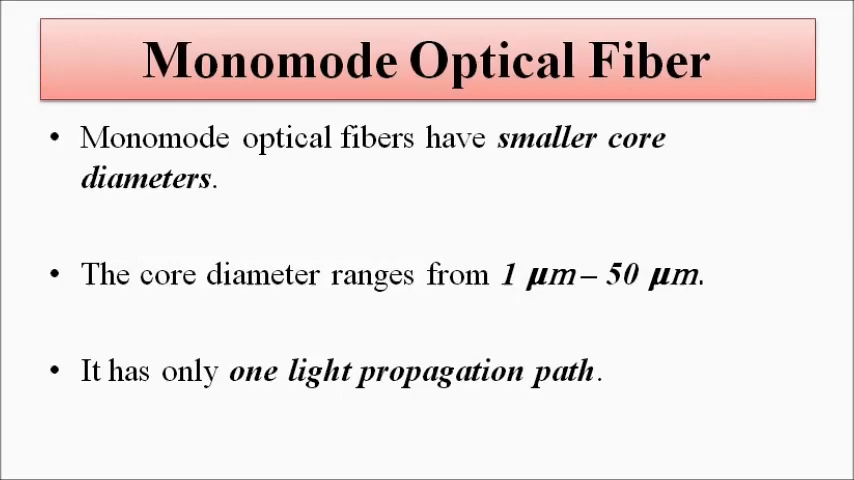 Monomode Optical Fiber
• Monomode optical fibers have smaller core
diameters.
• The core diameter ranges from 1 μm – 50 μm.
• It has only one light propagation path.